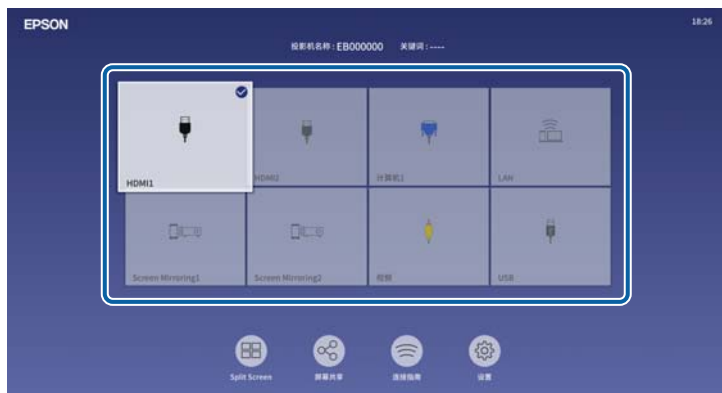 EPSON
18:26
投影机名称 : EB000000 关键词 : ----
HDMI1
HDMI2
计算机1
LAN
Screen Mirroring1
Screen Mirroring2
视频
USB
Split Screen
屏幕共享
连接指南
设置